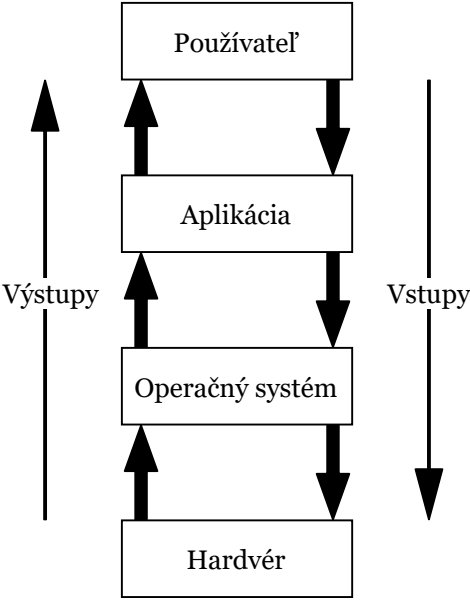 Používateľ
Aplikácia
Výstupy
Vstupy
Operačný systém
Hardvér